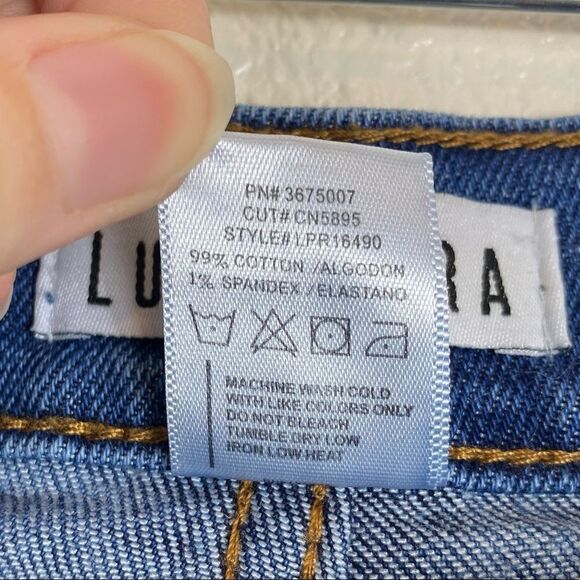 PN# 3675007
CUT# CN5895
STYLE# LPR16490
99% COTTON /ALGODON
1% SPANDEX / ELASTANO
MACHINE WASH COLD
WITH LIKE COLORS ONLY
DO NOT BLEACH
TUMBLE DRY LOW
IRON LOW HEAT